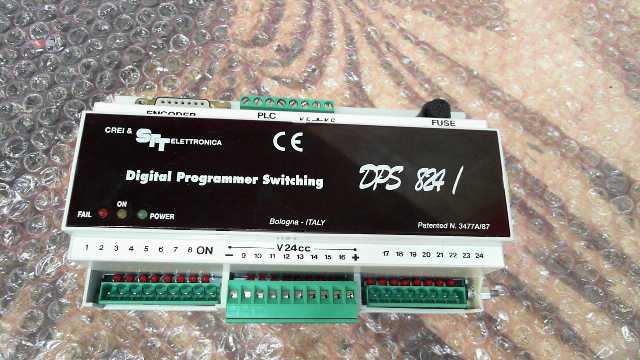 ENCODER
PLC
FUSE
CREI & SFT ELETTRONICA
CE
Digital Programmer Switching
DPS 824 /
ON
FAIL
POWER
Bologna - ITALY
Patented N. 3477A/87
1 2 3 4 5 6 7 8 ON
V24cc
- 9 10 11 12 13 14 15 16 +
17 18 19 20 21 22 23 24